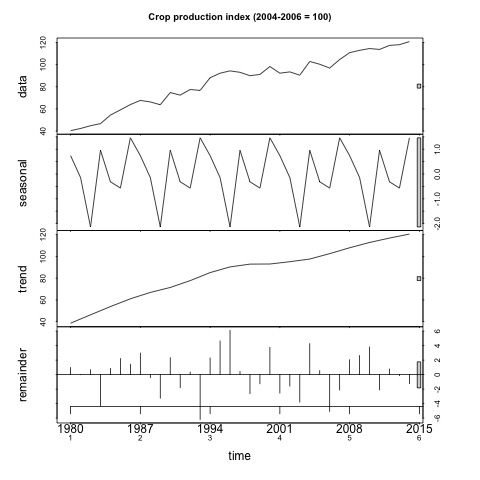 Crop production index (2004-2006 = 100)
data
40 60 80 100 120
seasonal
-2.0 -1.0 0.0 1.0
trend
40 60 80 100 120
remainder
-6 -4 -2 0 2 4 6
1980 1987 1994 2001 2008 2015
1 2 3 4 5 6
time